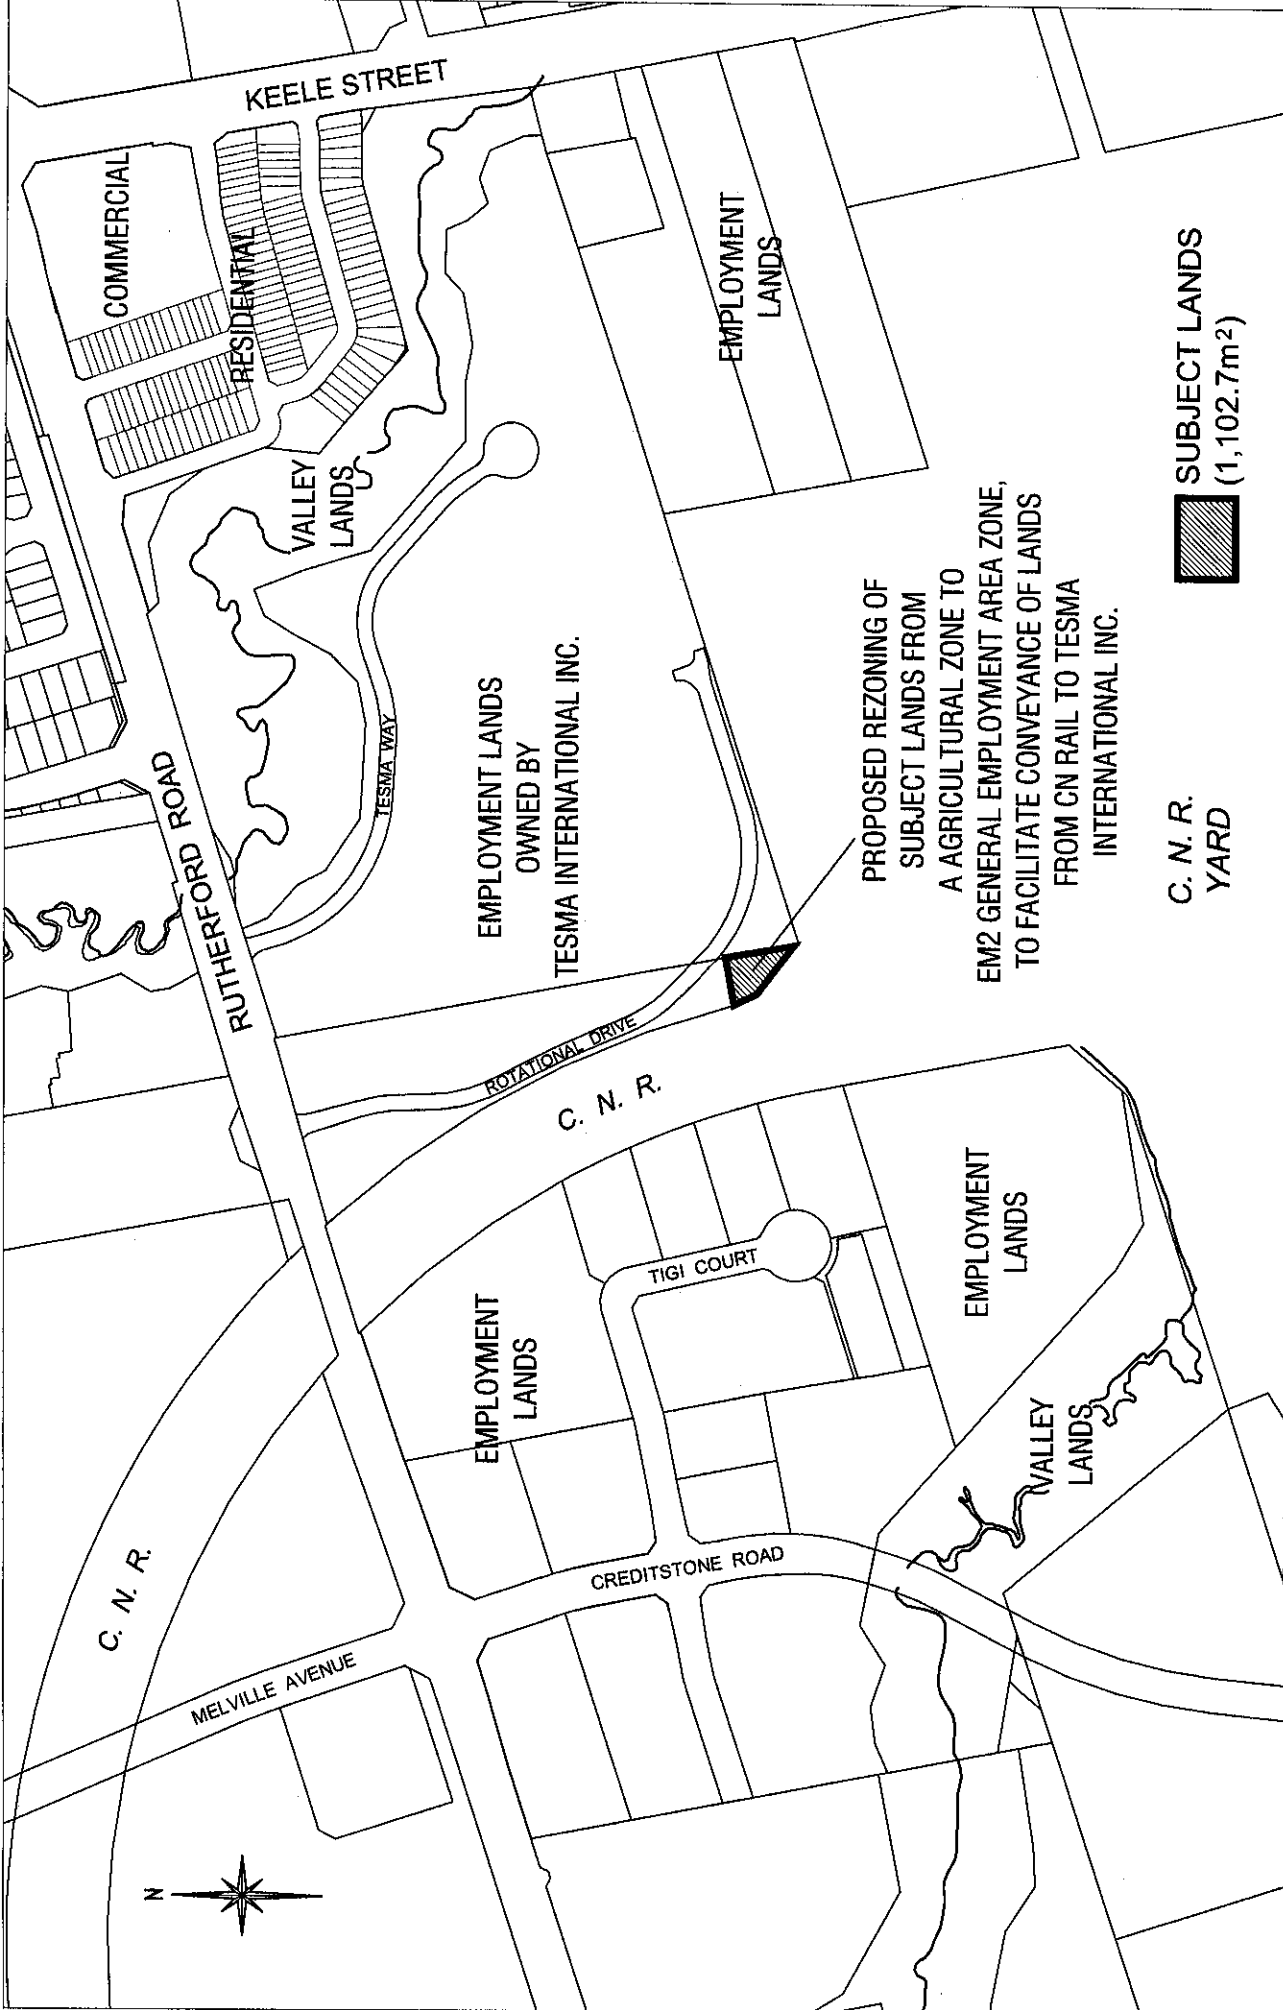 N
C. N. R.
MELVILLE AVENUE
RUTHERFORD ROAD
KEELE STREET
COMMERCIAL
RESIDENTIAL
VALLEY
LANDS
TESMA WAY
EMPLOYMENT LANDS
OWNED BY
TESMA INTERNATIONAL INC.
ROTATIONAL DRIVE
C. N. R.
EMPLOYMENT
LANDS
TIGI COURT
CREDITSTONE ROAD
EMPLOYMENT
LANDS
EMPLOYMENT
LANDS
VALLEY
LANDS
PROPOSED REZONING OF
SUBJECT LANDS FROM
A AGRICULTURAL ZONE TO
EM2 GENERAL EMPLOYMENT AREA ZONE,
TO FACILITATE CONVEYANCE OF LANDS
FROM CN RAIL TO TESMA
INTERNATIONAL INC.
C. N. R.
YARD
SUBJECT LANDS
(1,102.7m²)